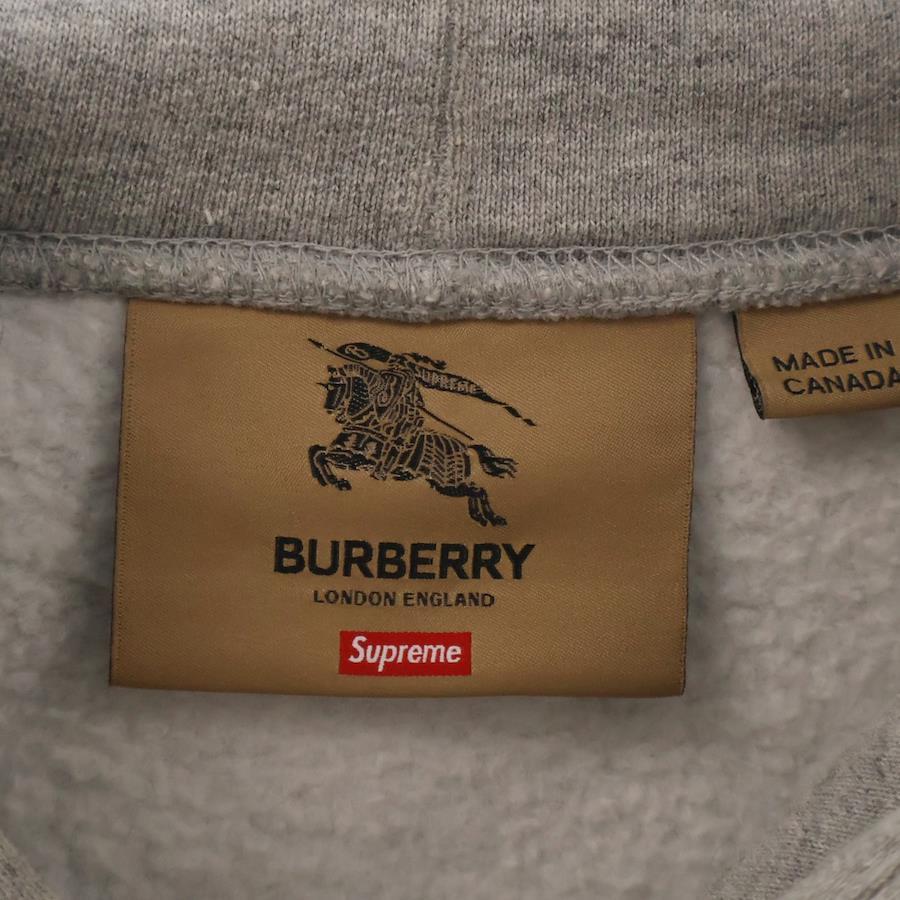 SUPREME
BURBERRY
LONDON ENGLAND
Supreme
MADE IN
CANADA